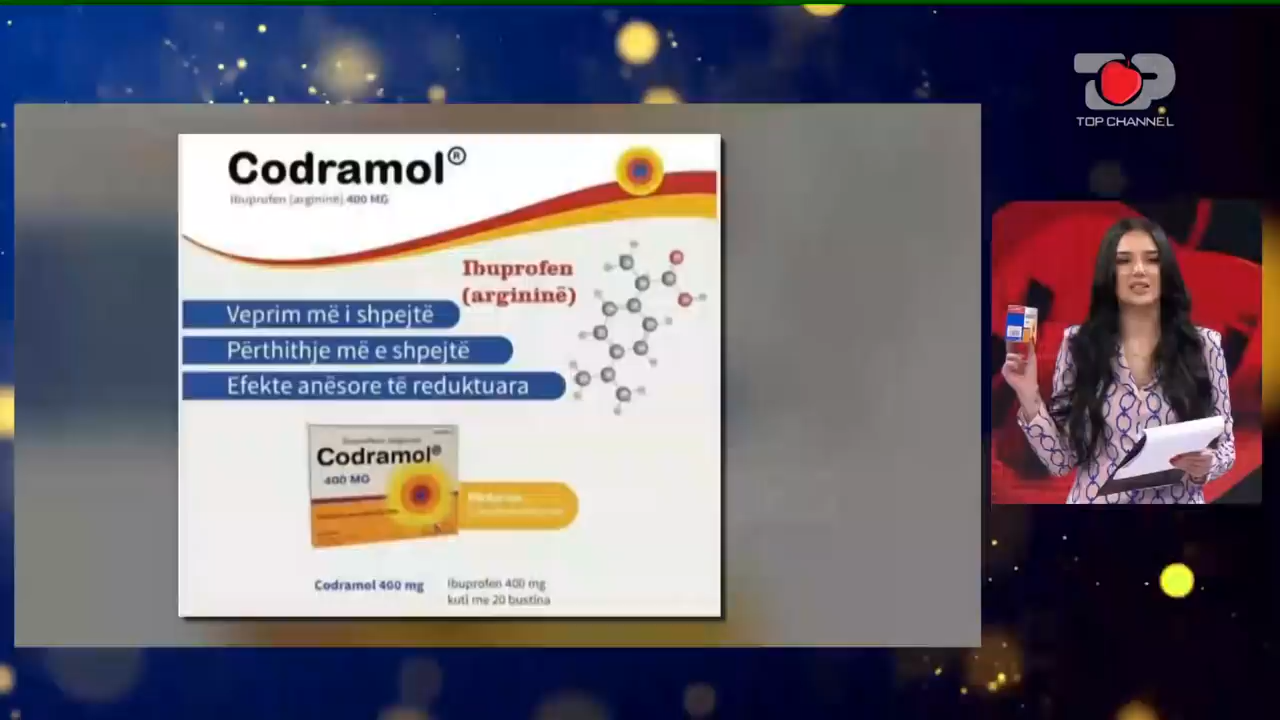 TOP
TOP CHANNEL
Codramol®
Ibuprofen (argininë) 400 MG
Ibuprofen
(argininë)
Veprim më i shpejtë
Përthithje më e shpejtë
Efekte anësore të reduktuara
Codramol®
400 MG
Codramol 400 mg
Ibuprofen 400 mg
kuti me 20 bustina